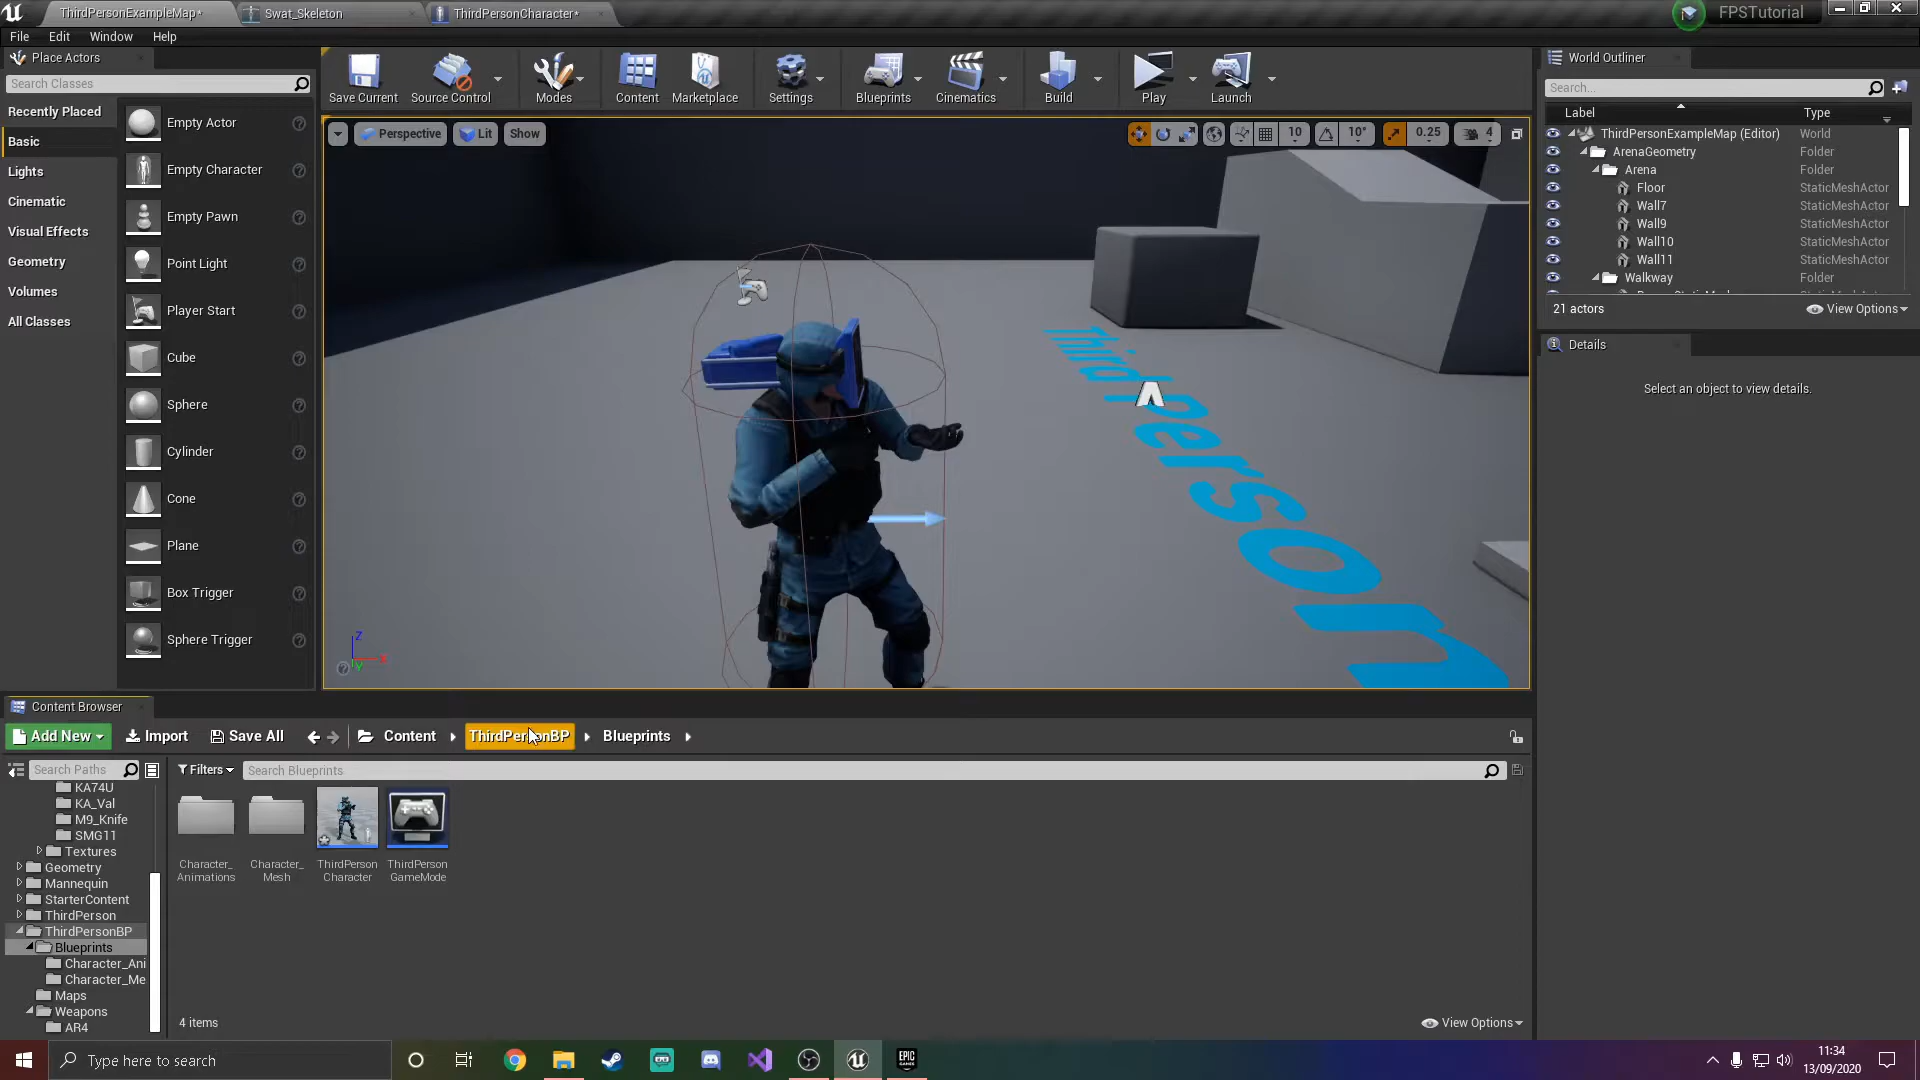 ThirdPersonExampleMap*
Swat_Skeleton
ThirdPersonCharacter*
FPSTutorial
File
Edit
Window
Help
Place Actors
Search Classes
Recently Placed
Basic
Lights
Cinematic
Visual Effects
Geometry
Volumes
All Classes
Empty Actor
Empty Character
Empty Pawn
Point Light
Player Start
Cube
Sphere
Cylinder
Cone
Plane
Box Trigger
Sphere Trigger
Save Current
Source Control
Modes
Content
Marketplace
Settings
Blueprints
Cinematics
Build
Play
Launch
Perspective
Lit
Show
10
10°
0.25
4
Third Person
Z
X
Y
World Outliner
Search...
Label
Type
ThirdPersonExampleMap (Editor)
World
ArenaGeometry
Folder
Arena
Folder
Floor
StaticMeshActor
Wall7
StaticMeshActor
Wall9
StaticMeshActor
Wall10
StaticMeshActor
Wall11
StaticMeshActor
Walkway
Folder
21 actors
View Options
Details
Select an object to view details.
Content Browser
Add New
Import
Save All
Content
ThirdPersonBP
Blueprints
Search Paths
Filters
Search Blueprints
KA74U
KA_Val
M9_Knife
SMG11
Textures
Geometry
Mannequin
StarterContent
ThirdPerson
ThirdPersonBP
Blueprints
Character_Ani
Character_Me
Maps
Weapons
AR4
Character_
Animations
Character_
Mesh
ThirdPerson
Character
ThirdPerson
GameMode
4 items
View Options
Type here to search
EPIC
GAMES
11:34
13/09/2020